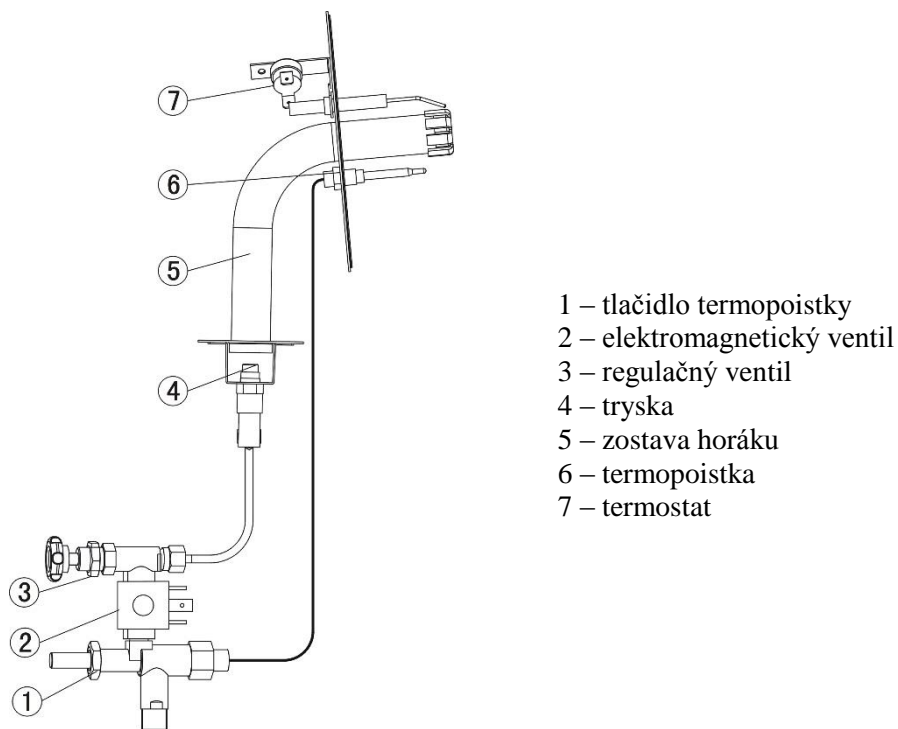 7
6
5
4
3
2
1
1 – tlačidlo termopoistky
2 – elektromagnetický ventil
3 – regulačný ventil
4 – tryska
5 – zostava horáku
6 – termopoistka
7 – termostat